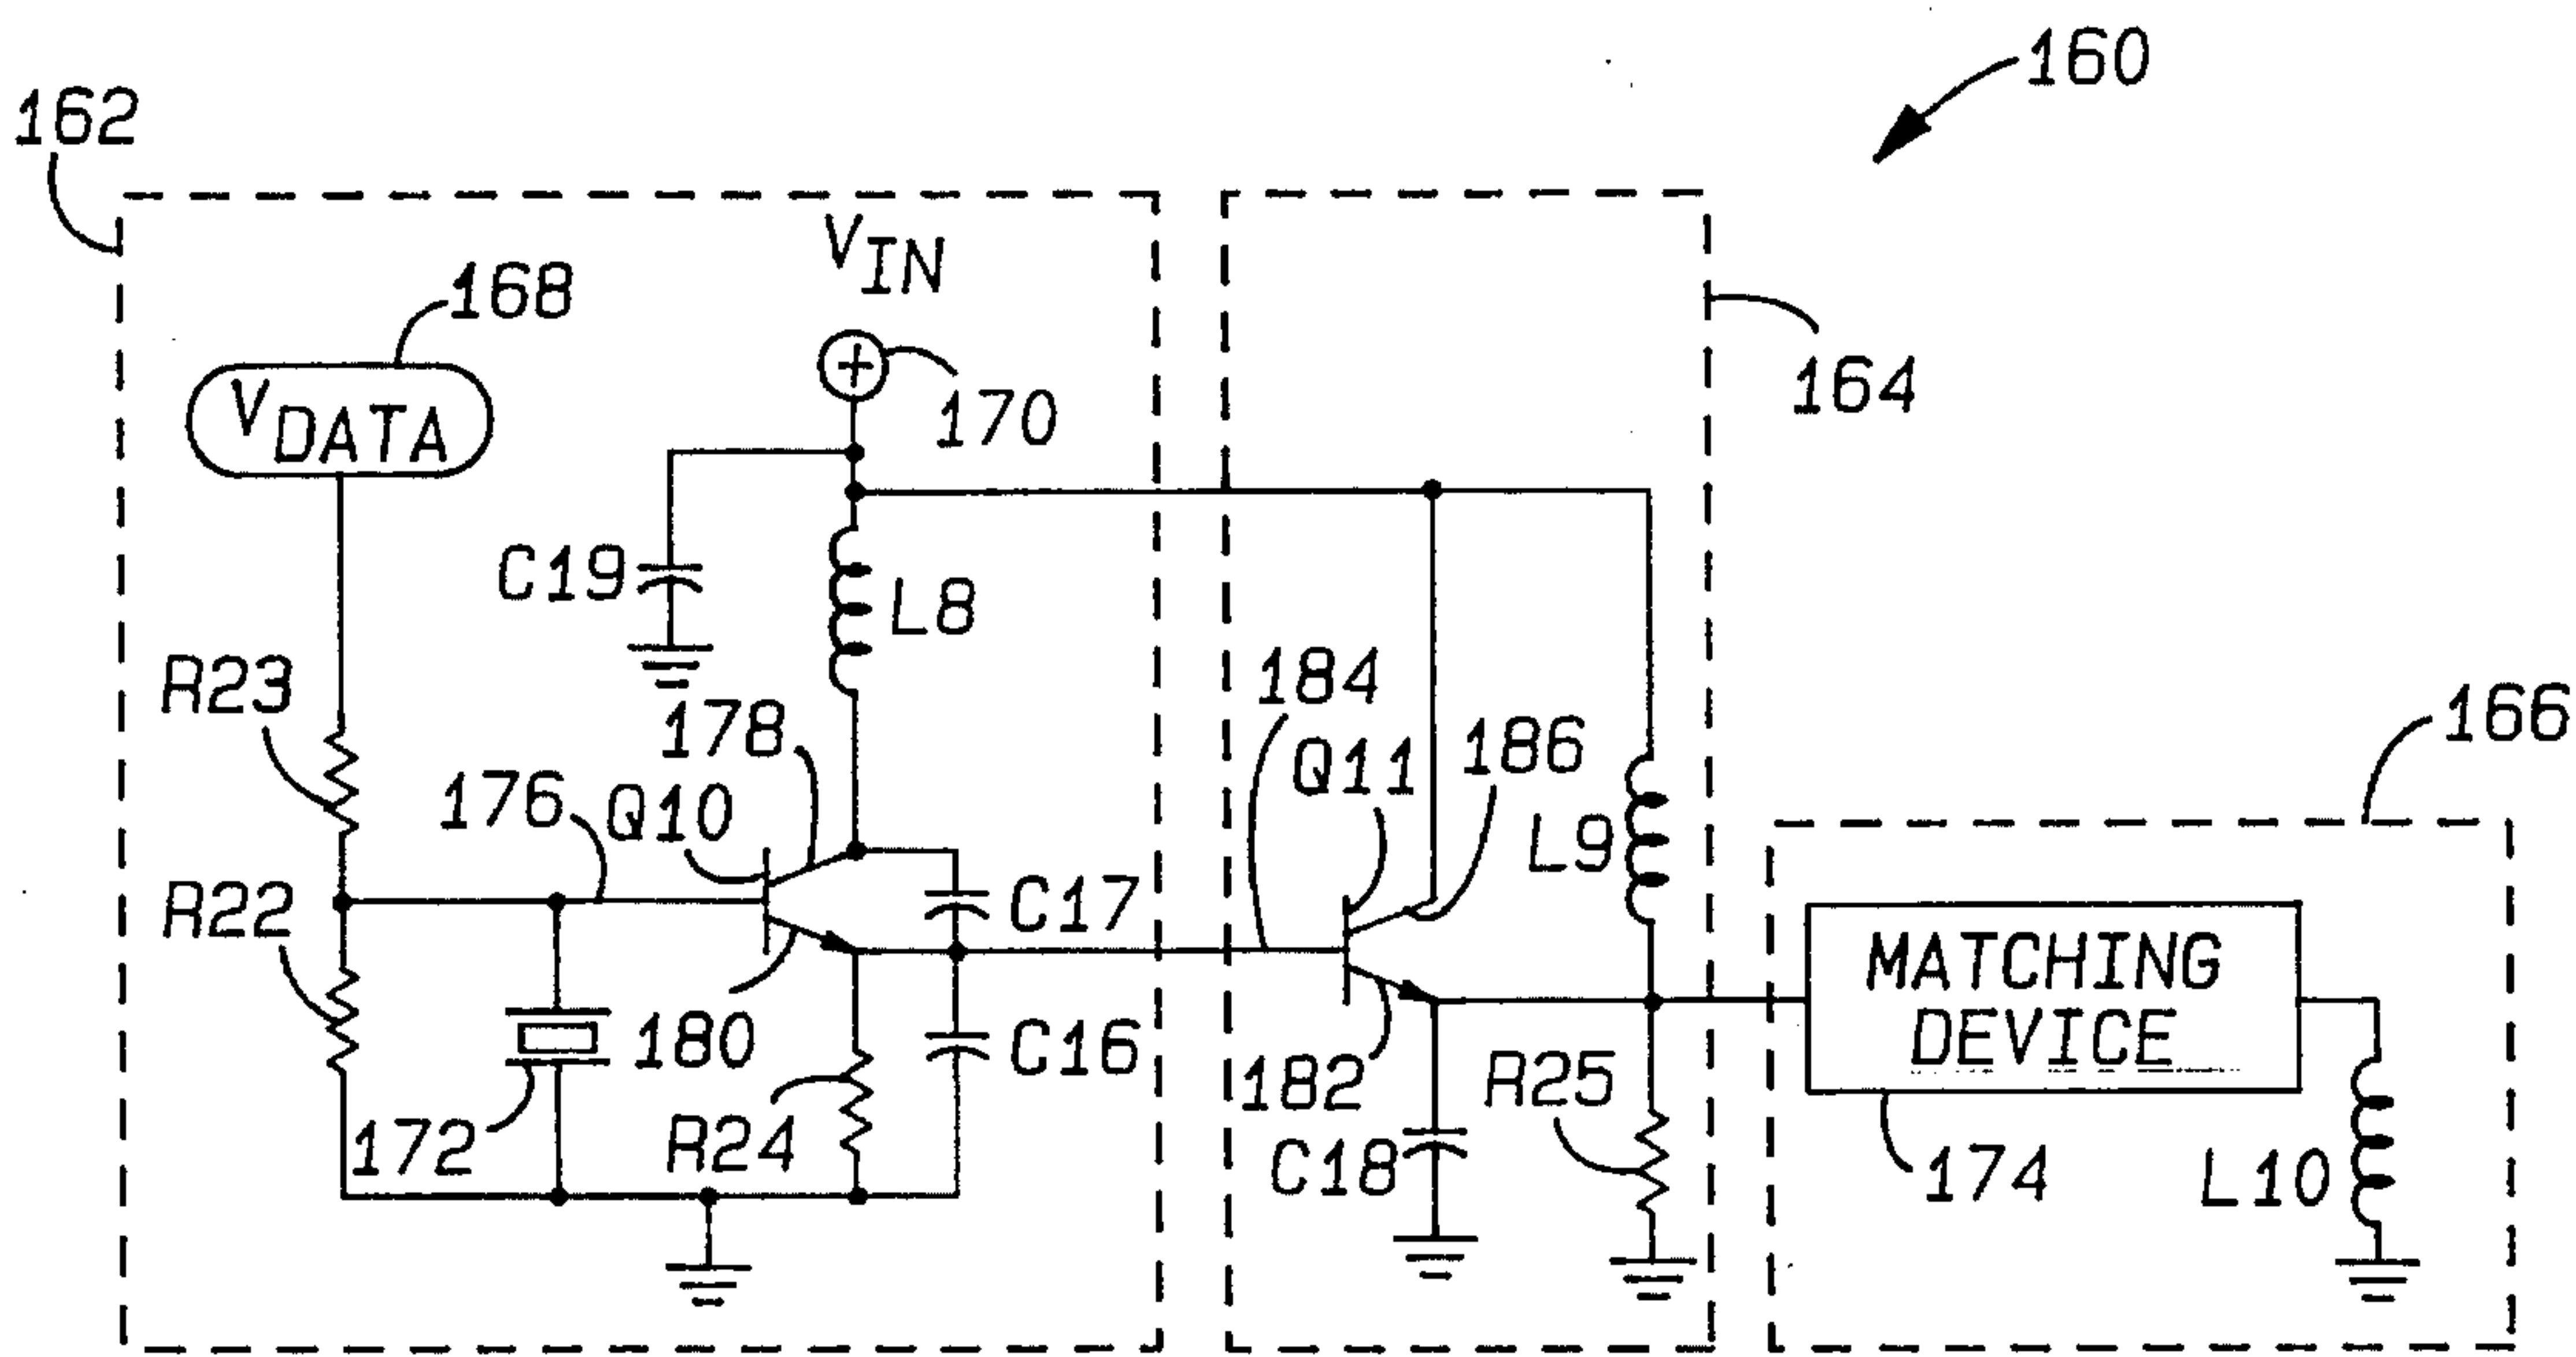 160
162
VIN
168
164
VDATA
170
C19
L8
R23
184
178
Q11
186
166
176
Q10
L9
R22
C17
MATCHING
DEVICE
180
C16
182
R25
172
R24
C18
174
L10